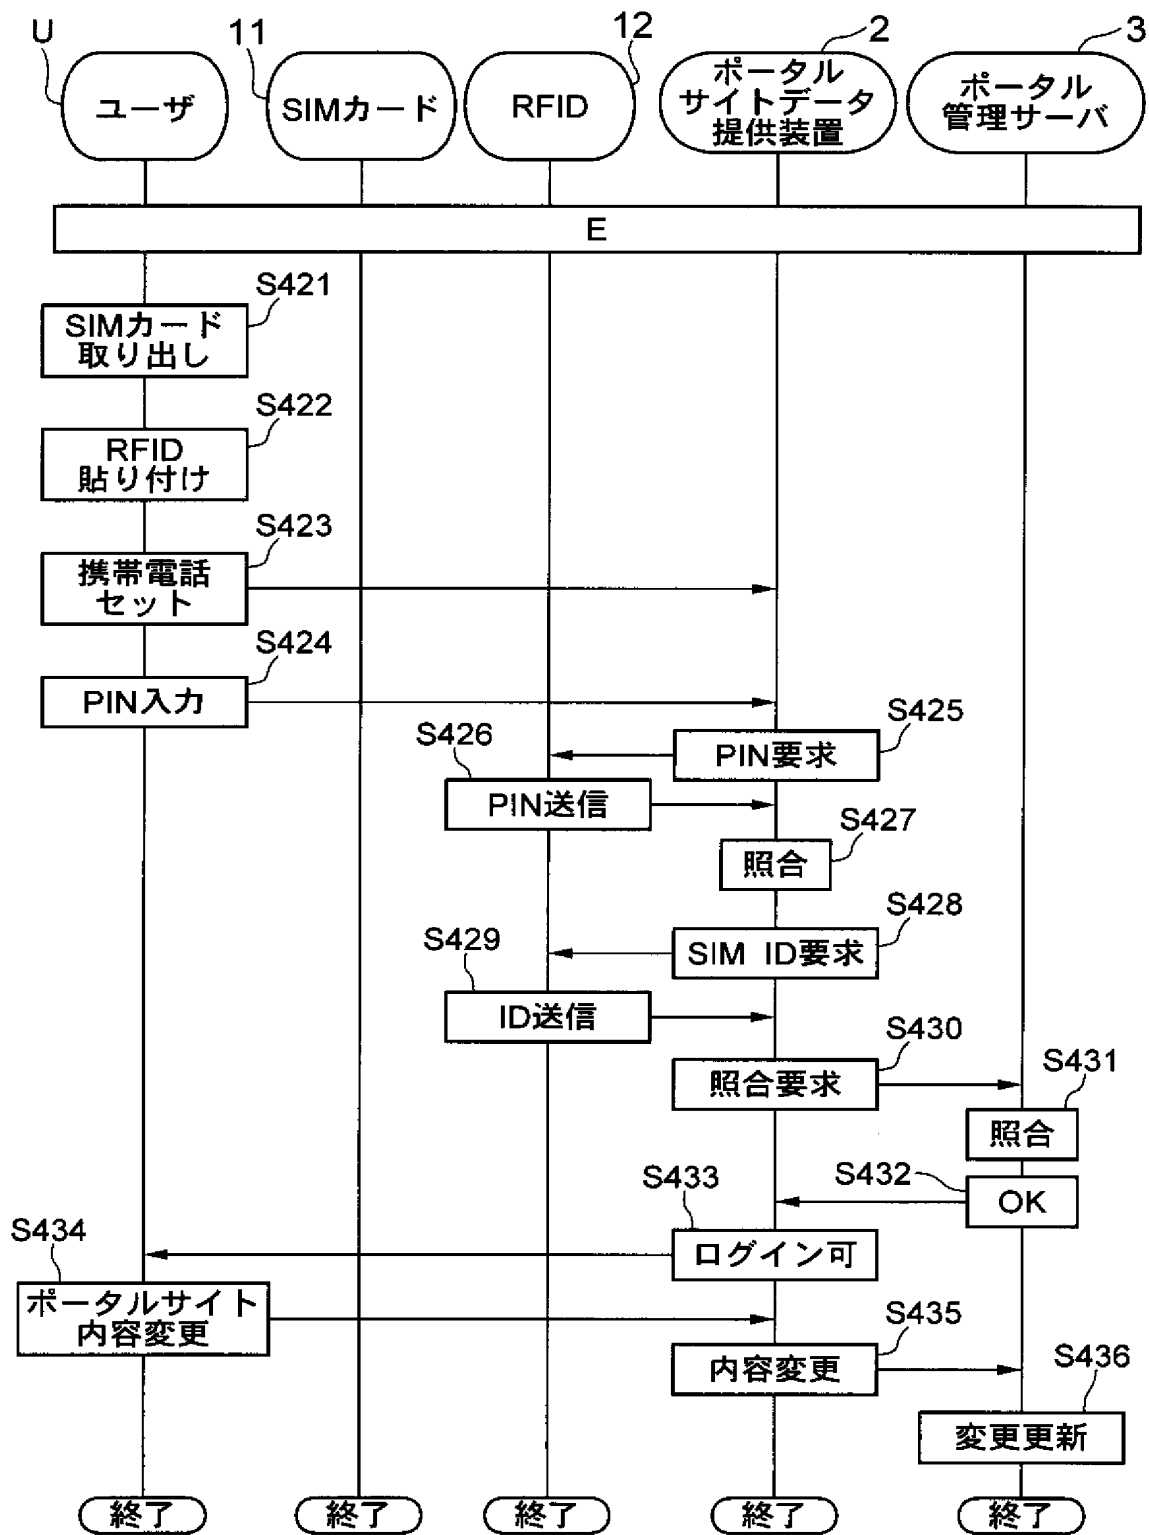 U
11
12
2
3
ユーザ
SIMカード
RFID
ポータル
サイトデータ
提供装置
ポータル
管理サーバ
E
S421
SIMカード
取り出し
S422
RFID
貼り付け
S423
携帯電話
セット
S424
PIN入力
S425
PIN要求
S426
PIN送信
S427
照合
S428
SIM ID要求
S429
ID送信
S430
照合要求
S431
照合
S432
OK
S433
ログイン可
S434
ポータルサイト
内容変更
S435
内容変更
S436
変更更新
終了
終了
終了
終了
終了